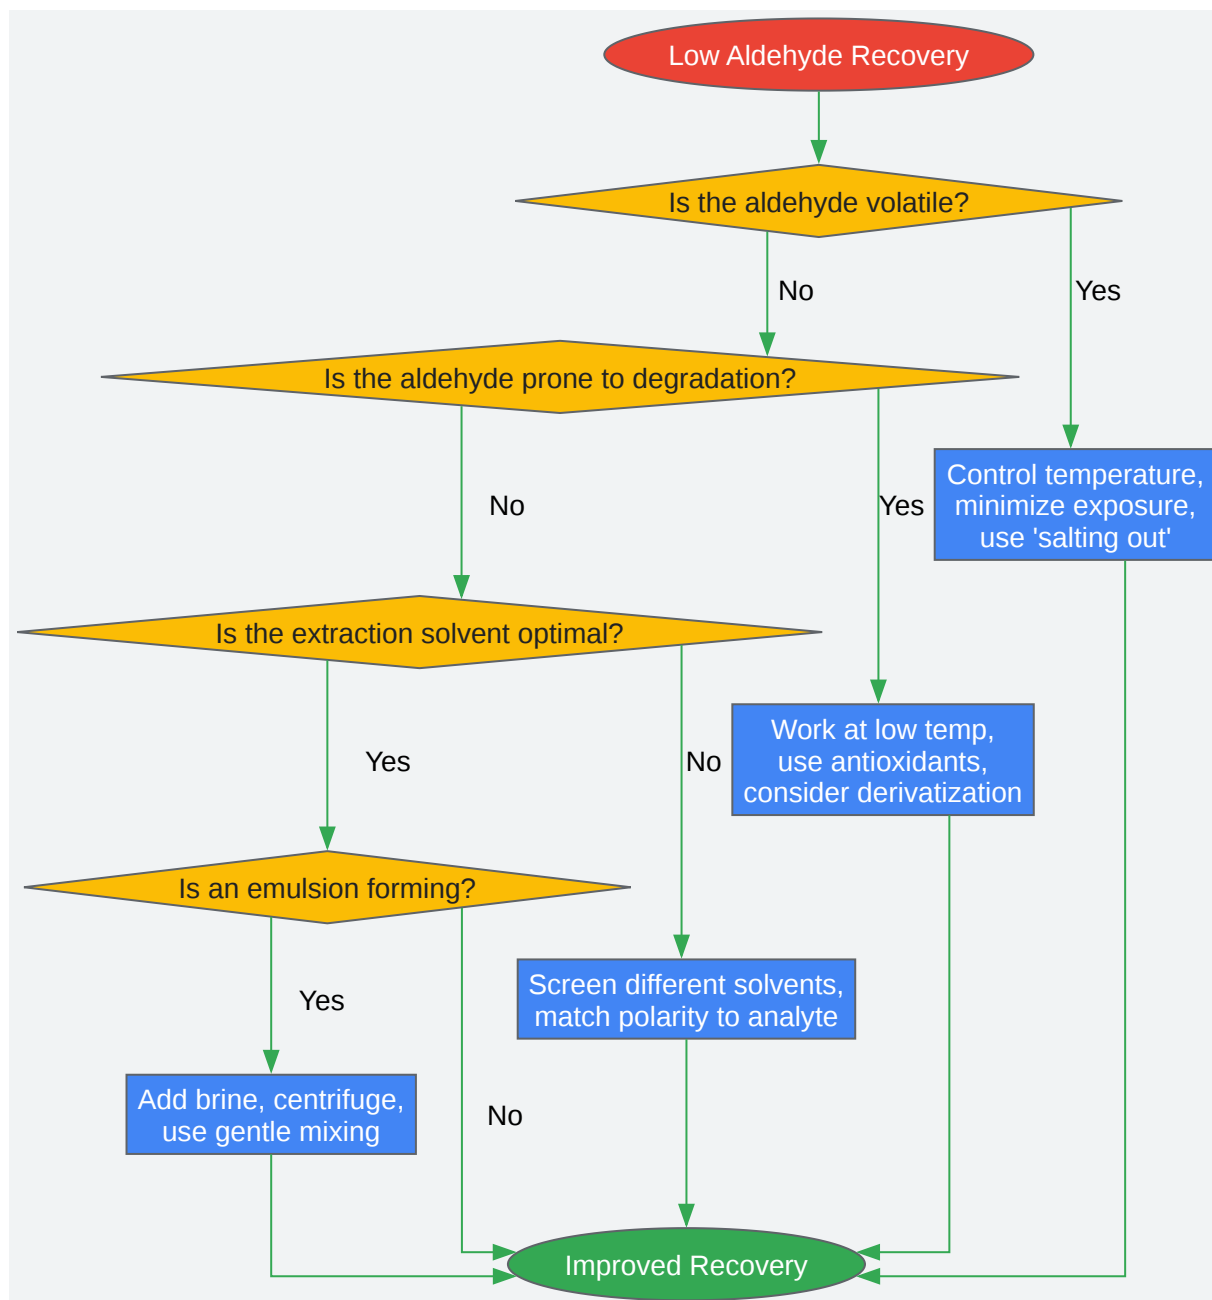 Low Aldehyde Recovery
Is the aldehyde volatile?
No
Yes
Is the aldehyde prone to degradation?
Control temperature,
minimize exposure,
use 'salting out'
No
Yes
Is the extraction solvent optimal?
Work at low temp,
use antioxidants,
consider derivatization
Yes
No
Is an emulsion forming?
Screen different solvents,
match polarity to analyte
Yes
Add brine, centrifuge,
use gentle mixing
No
Improved Recovery